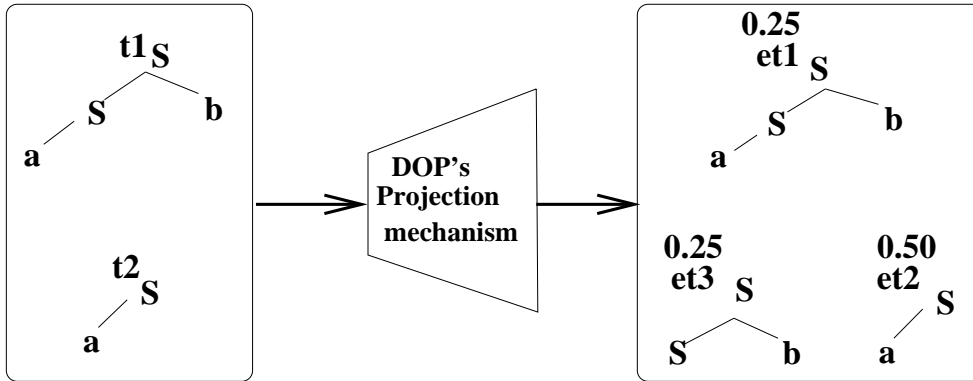 t1
S
S
b
a
t2
S
a
DOP's
Projection
mechanism
0.25
et1
S
S
b
a
0.25
et3
S
S
b
0.50
et2
S
a